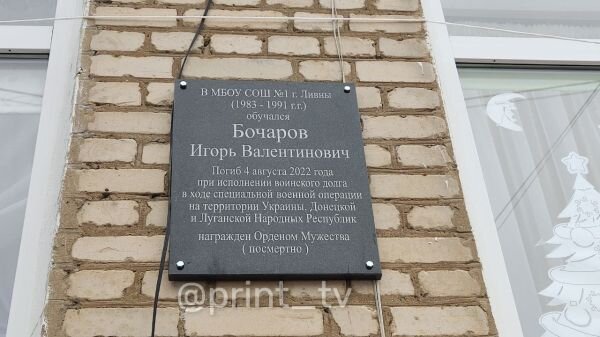 В МБОУ СОШ №1 г. Ливны
(1983 - 1991 г.г.)
обучался
Бочаров
Игорь Валентинович
Погиб 4 августа 2022 года
при исполнении воинского долга
в ходе специальной военной операции
на территории Украины, Донецкой
и Луганской Народных Республик
награжден Орденом Мужества
( посмертно )
@print_tv